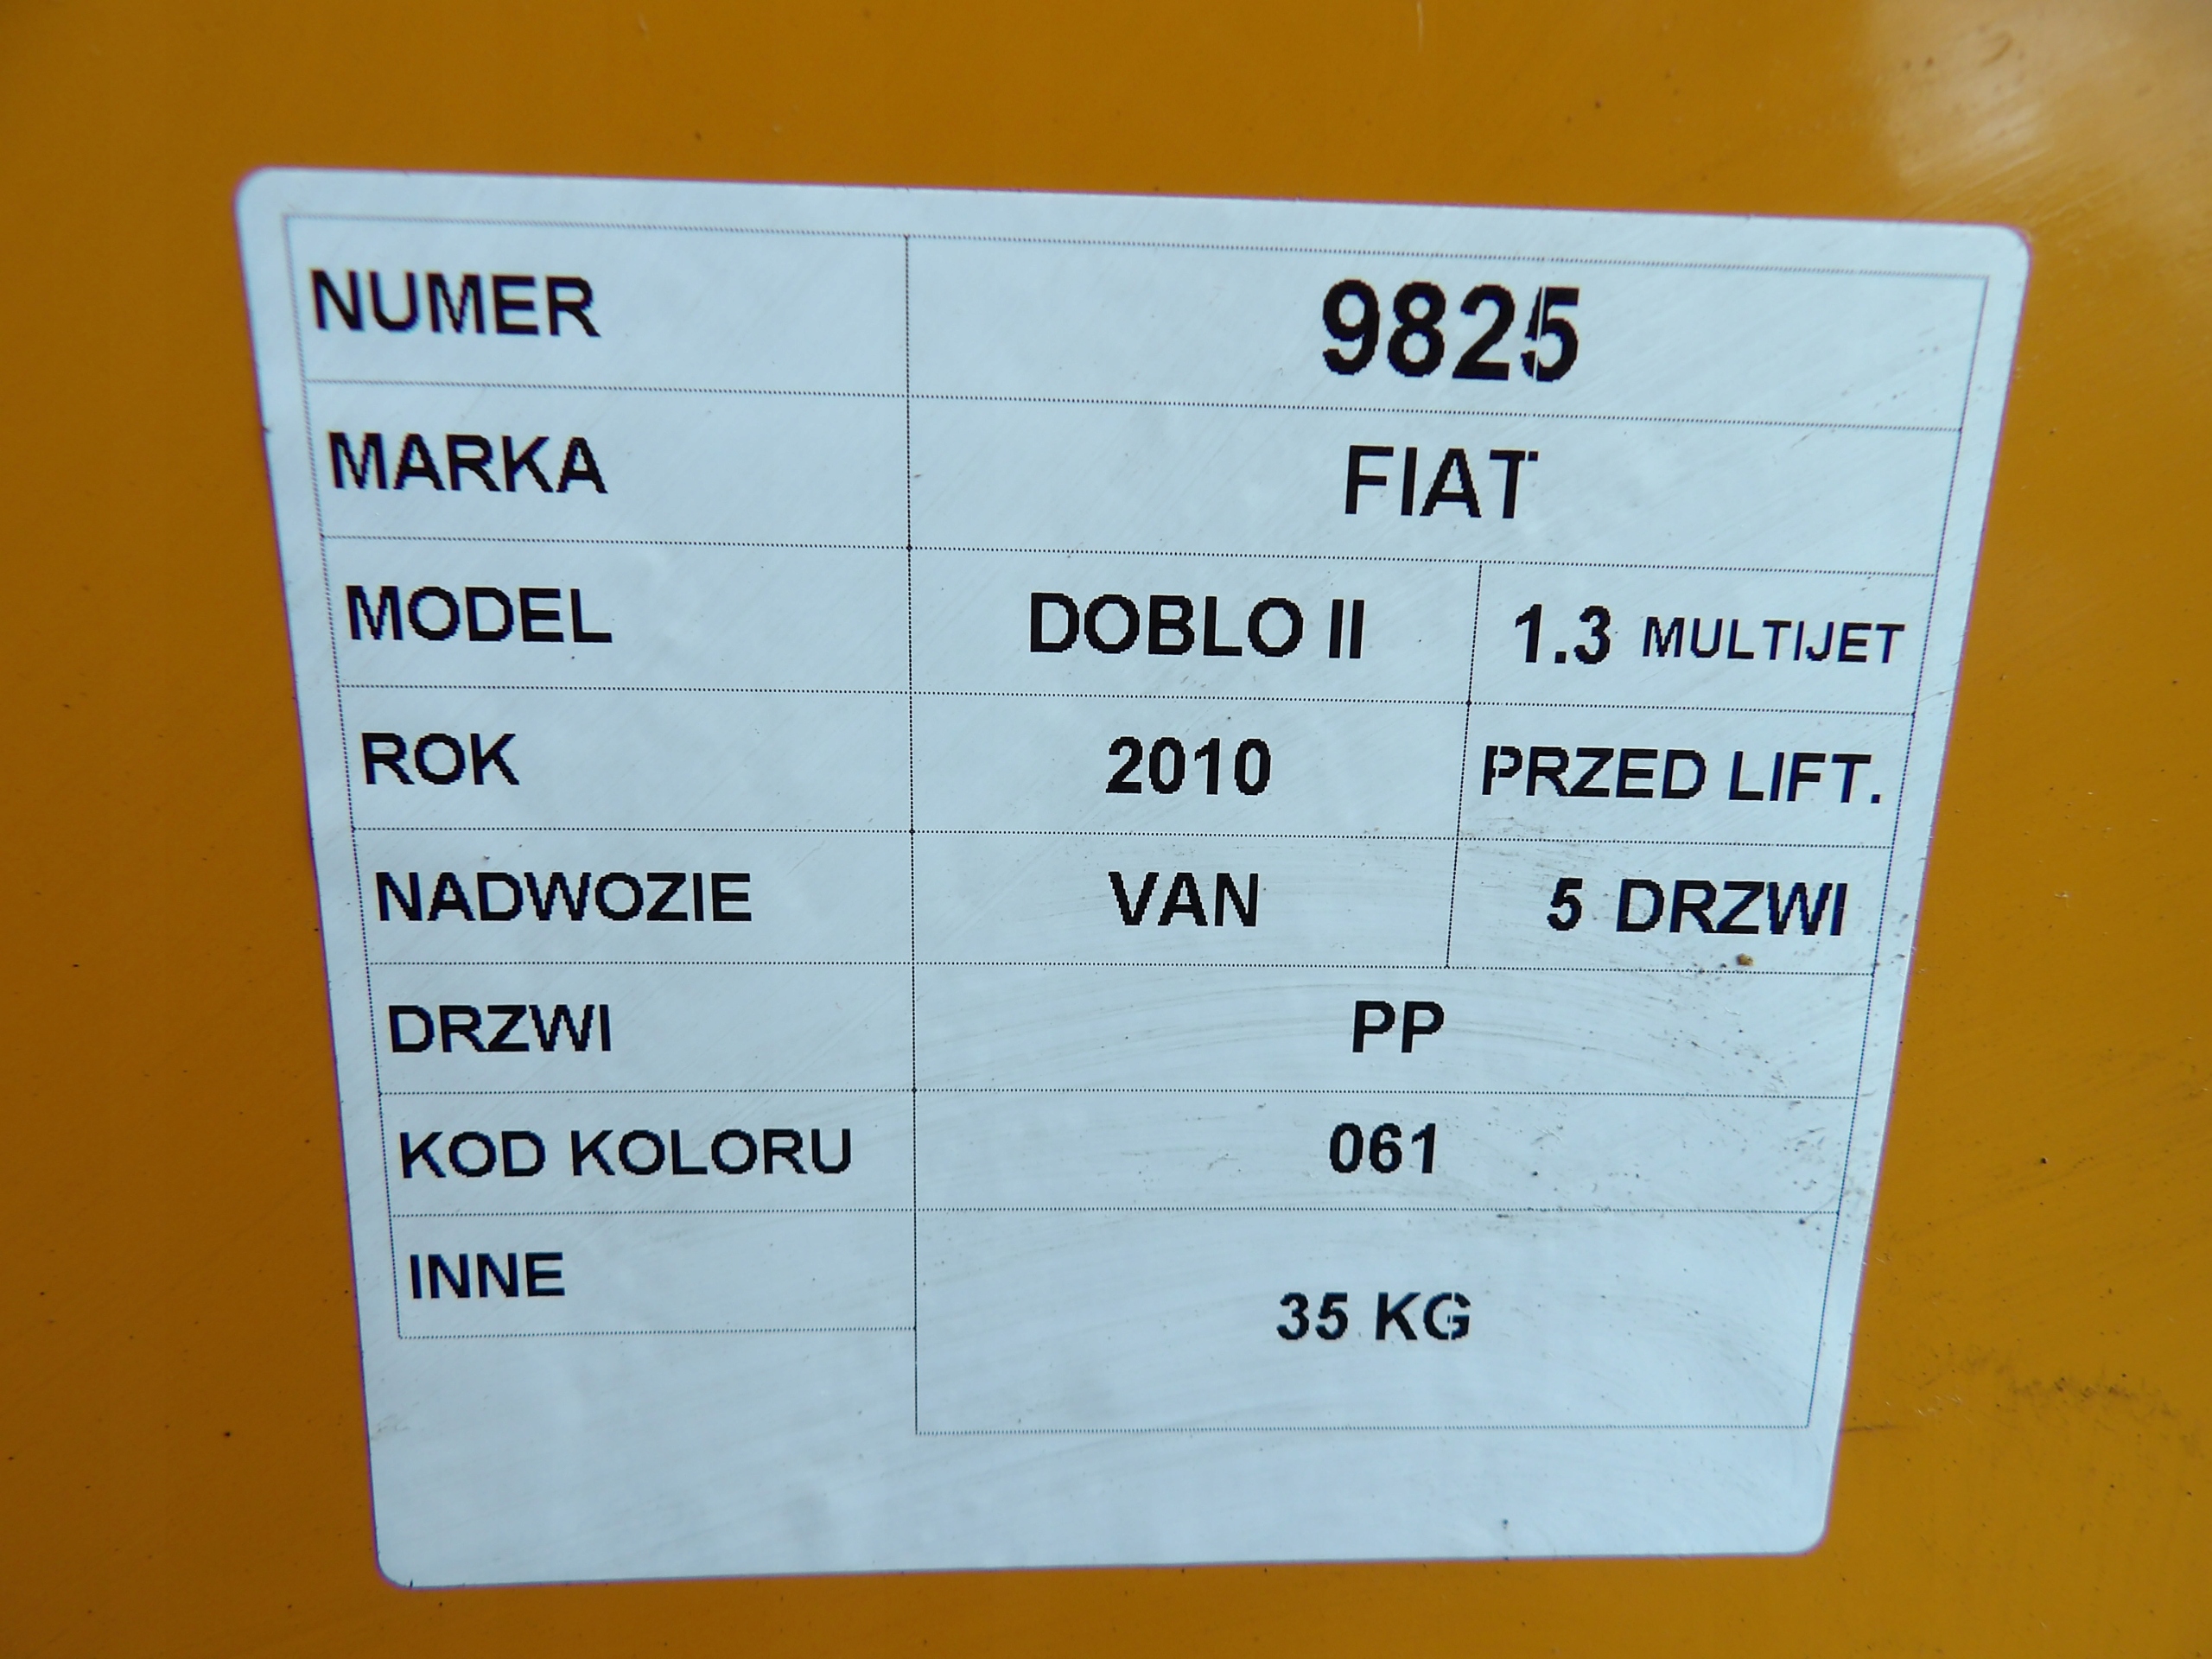 NUMER 9825
MARKA FIAT
MODEL DOBLO II 1.3 MULTIJET
ROK 2010 PRZED LIFT.
NADWOZIE VAN 5 DRZWI
DRZWI PP
KOD KOLORU 061
INNE 35 KG